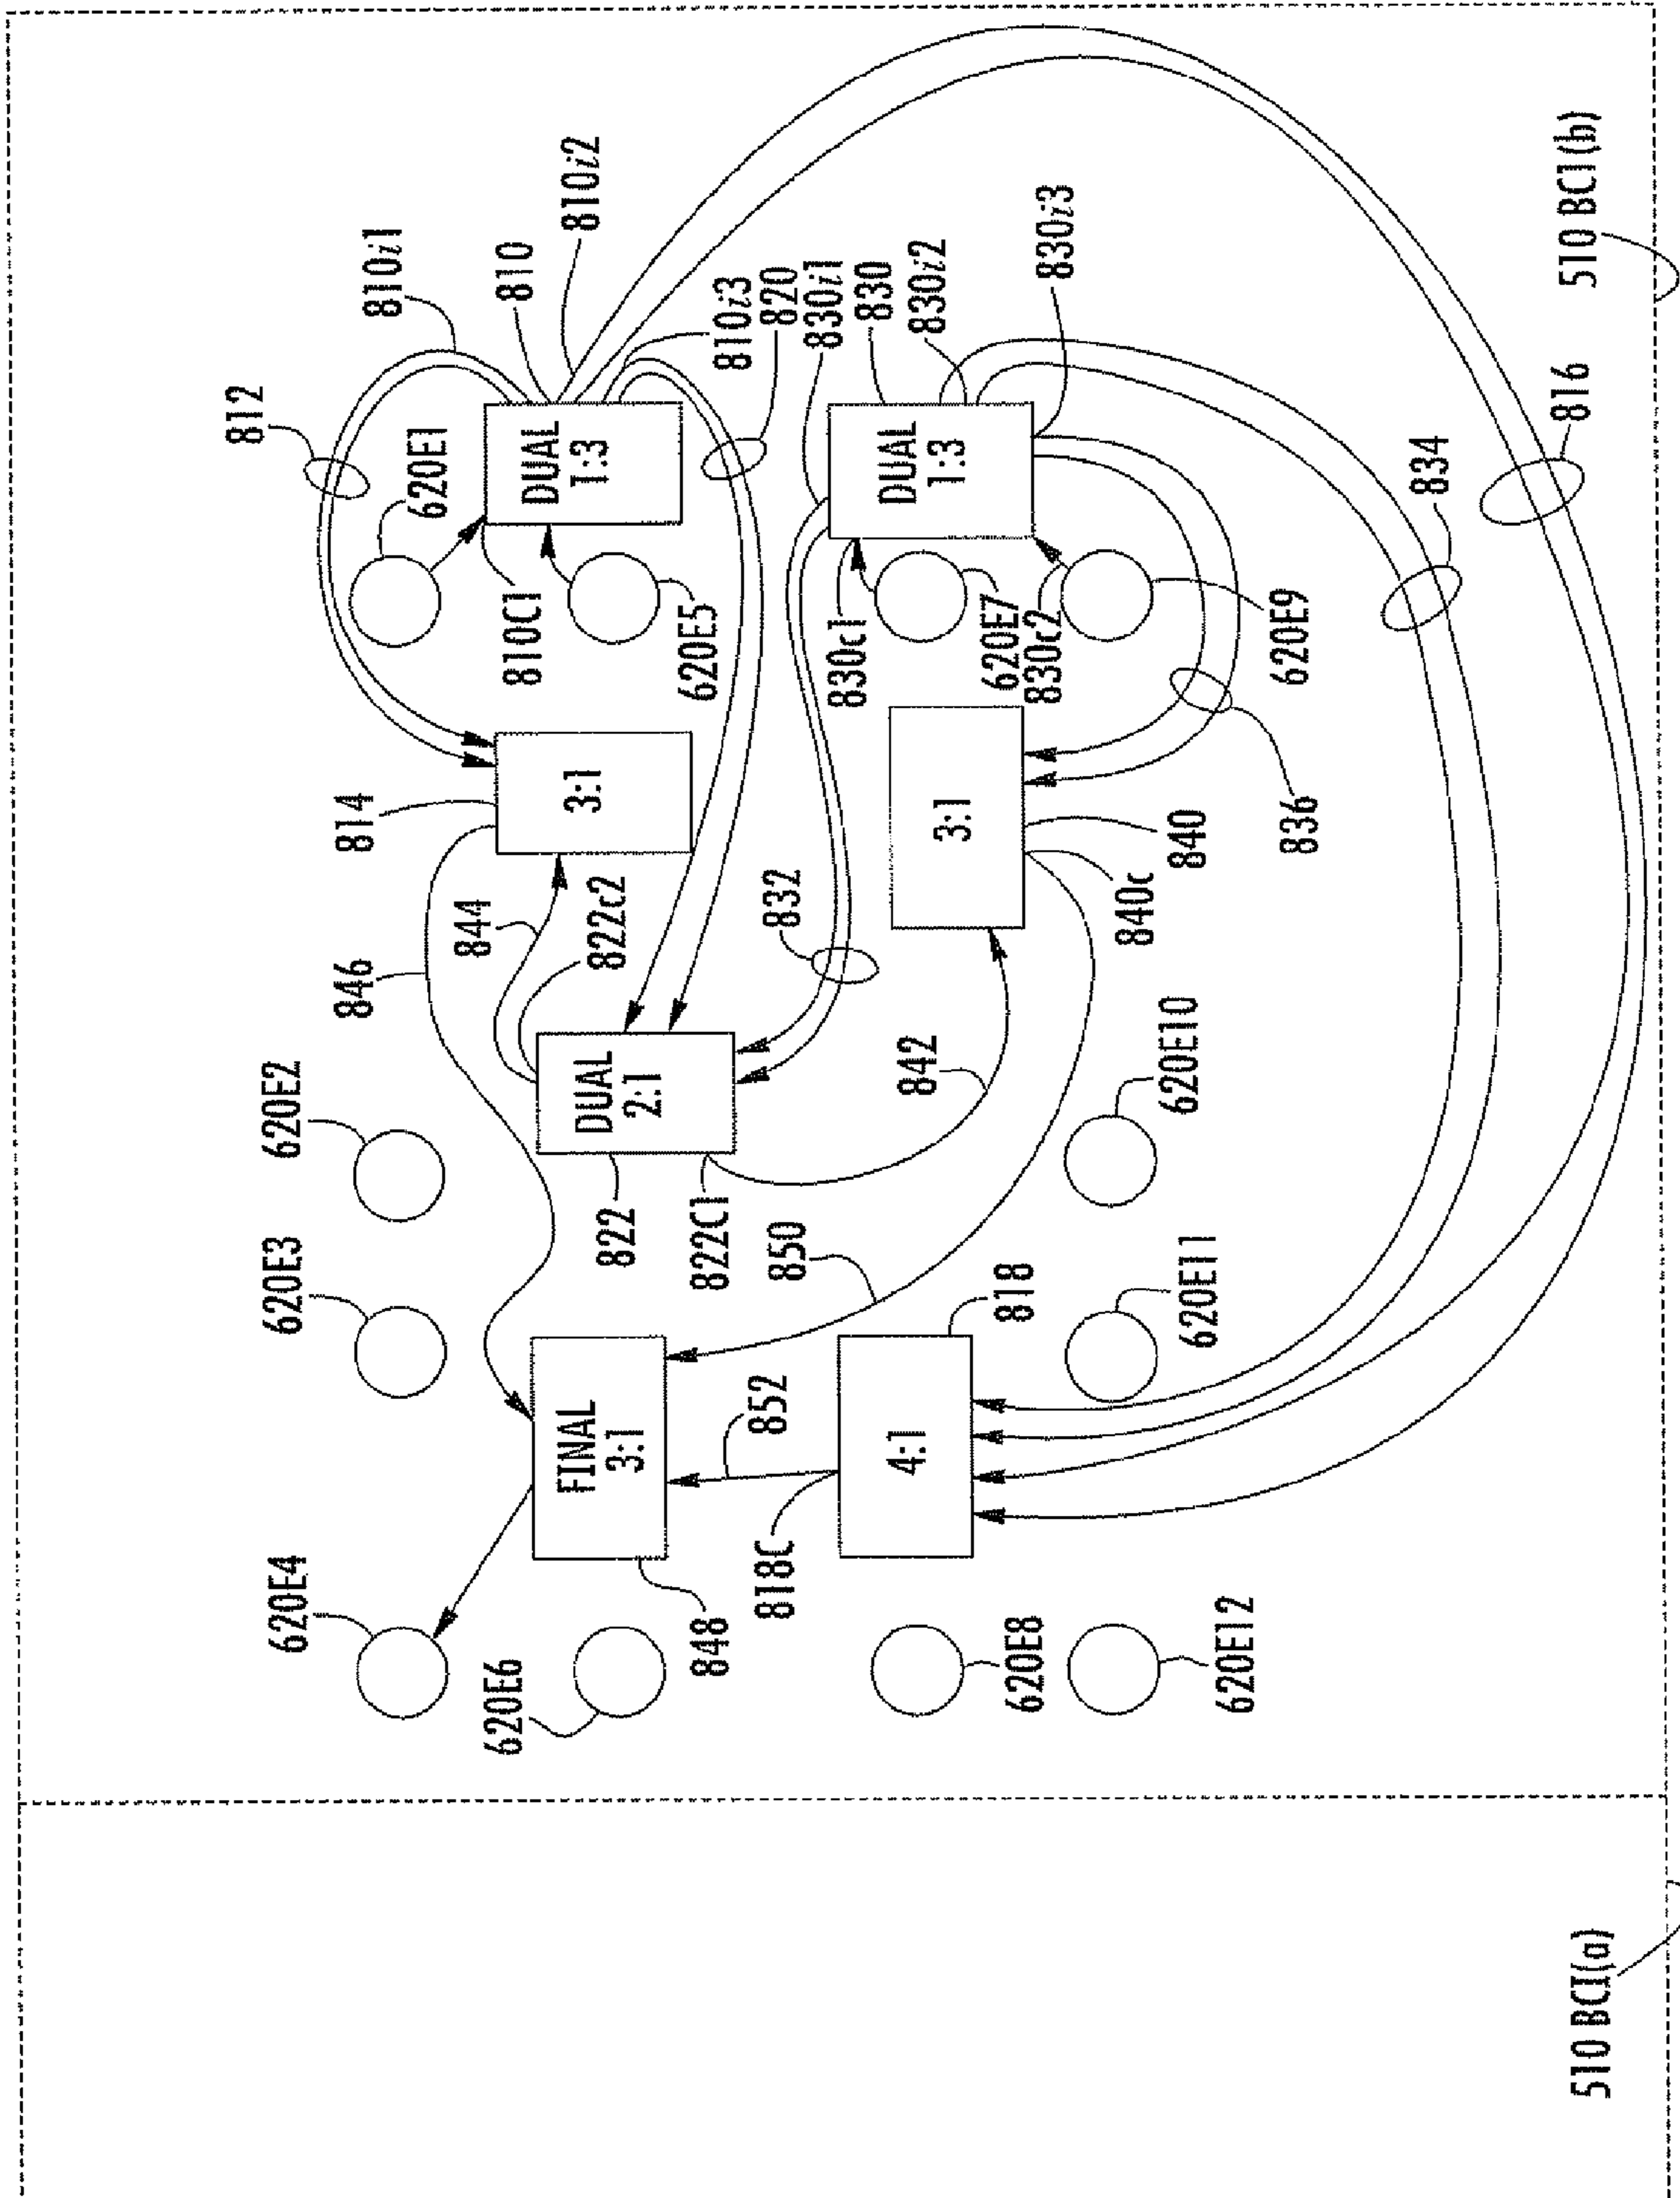 510 BCI(a)
510 BC1(b)
620E4
620E3
620E2
846
814
812
810i1
844
620E1
810
810i2
620E6
FINAL
3:1
822
DUAL
2:1
822c2
3:1
810C1
DUAL
1:3
848
822C1
620E5
810i3
820
818C
852
850
832
830c1
830i1
830
4:1
818
842
3:1
DUAL
1:3
830i2
620E8
620E7
830c2
830i3
840c
840
620E11
620E10
620E12
836
620E9
834
816